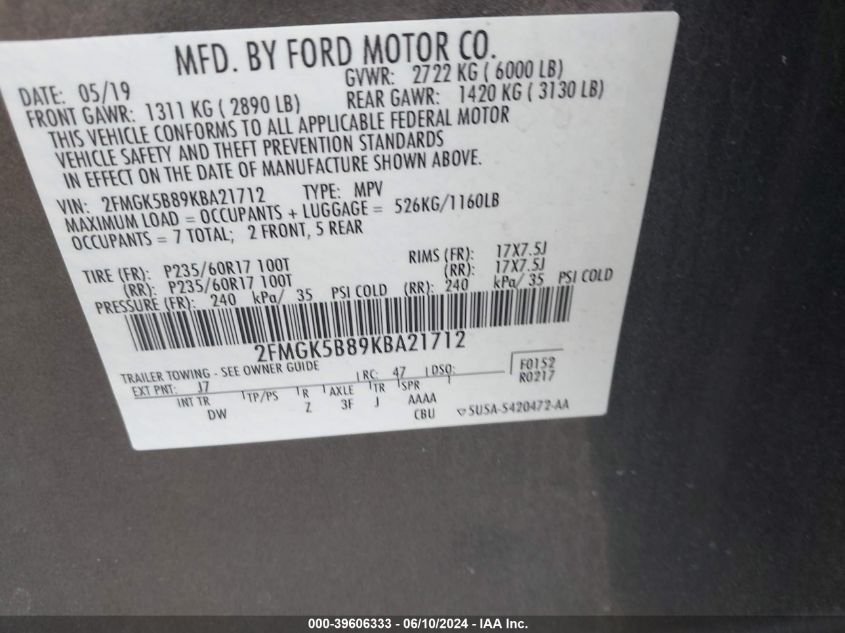 MFD. BY FORD MOTOR CO.
DATE: 05/19 GVWR: 2722 KG ( 6000 LB)
FRONT GAWR: 1311 KG ( 2890 LB) REAR GAWR: 1420 KG ( 3130 LB)
THIS VEHICLE CONFORMS TO ALL APPLICABLE FEDERAL MOTOR
VEHICLE SAFETY AND THEFT PREVENTION STANDARDS
IN EFFECT ON THE DATE OF MANUFACTURE SHOWN ABOVE.
VIN: 2FMGK5B89KBA21712 TYPE: MPV
MAXIMUM LOAD = OCCUPANTS + LUGGAGE = 526KG/1160LB
OCCUPANTS = 7 TOTAL; 2 FRONT, 5 REAR
TIRE (FR): P235/60R17 100T RIMS (FR): 17X7.5J
(RR): P235/60R17 100T (RR): 17X7.5J
PRESSURE (FR): 240 kPa/ 35 PSI COLD (RR): 240 kPa/ 35 PSI COLD
2FMGK5B89KBA21712
TRAILER TOWING - SEE OWNER GUIDE
EXT PNT: J7 RC: 47 DSO: F0152
R0217
INT TR TP/PS R AXLE TR SPR
DW Z 3F J AAAA
CBU 5USA-5420472-AA
000-39606333 - 06/10/2024 - IAA Inc.